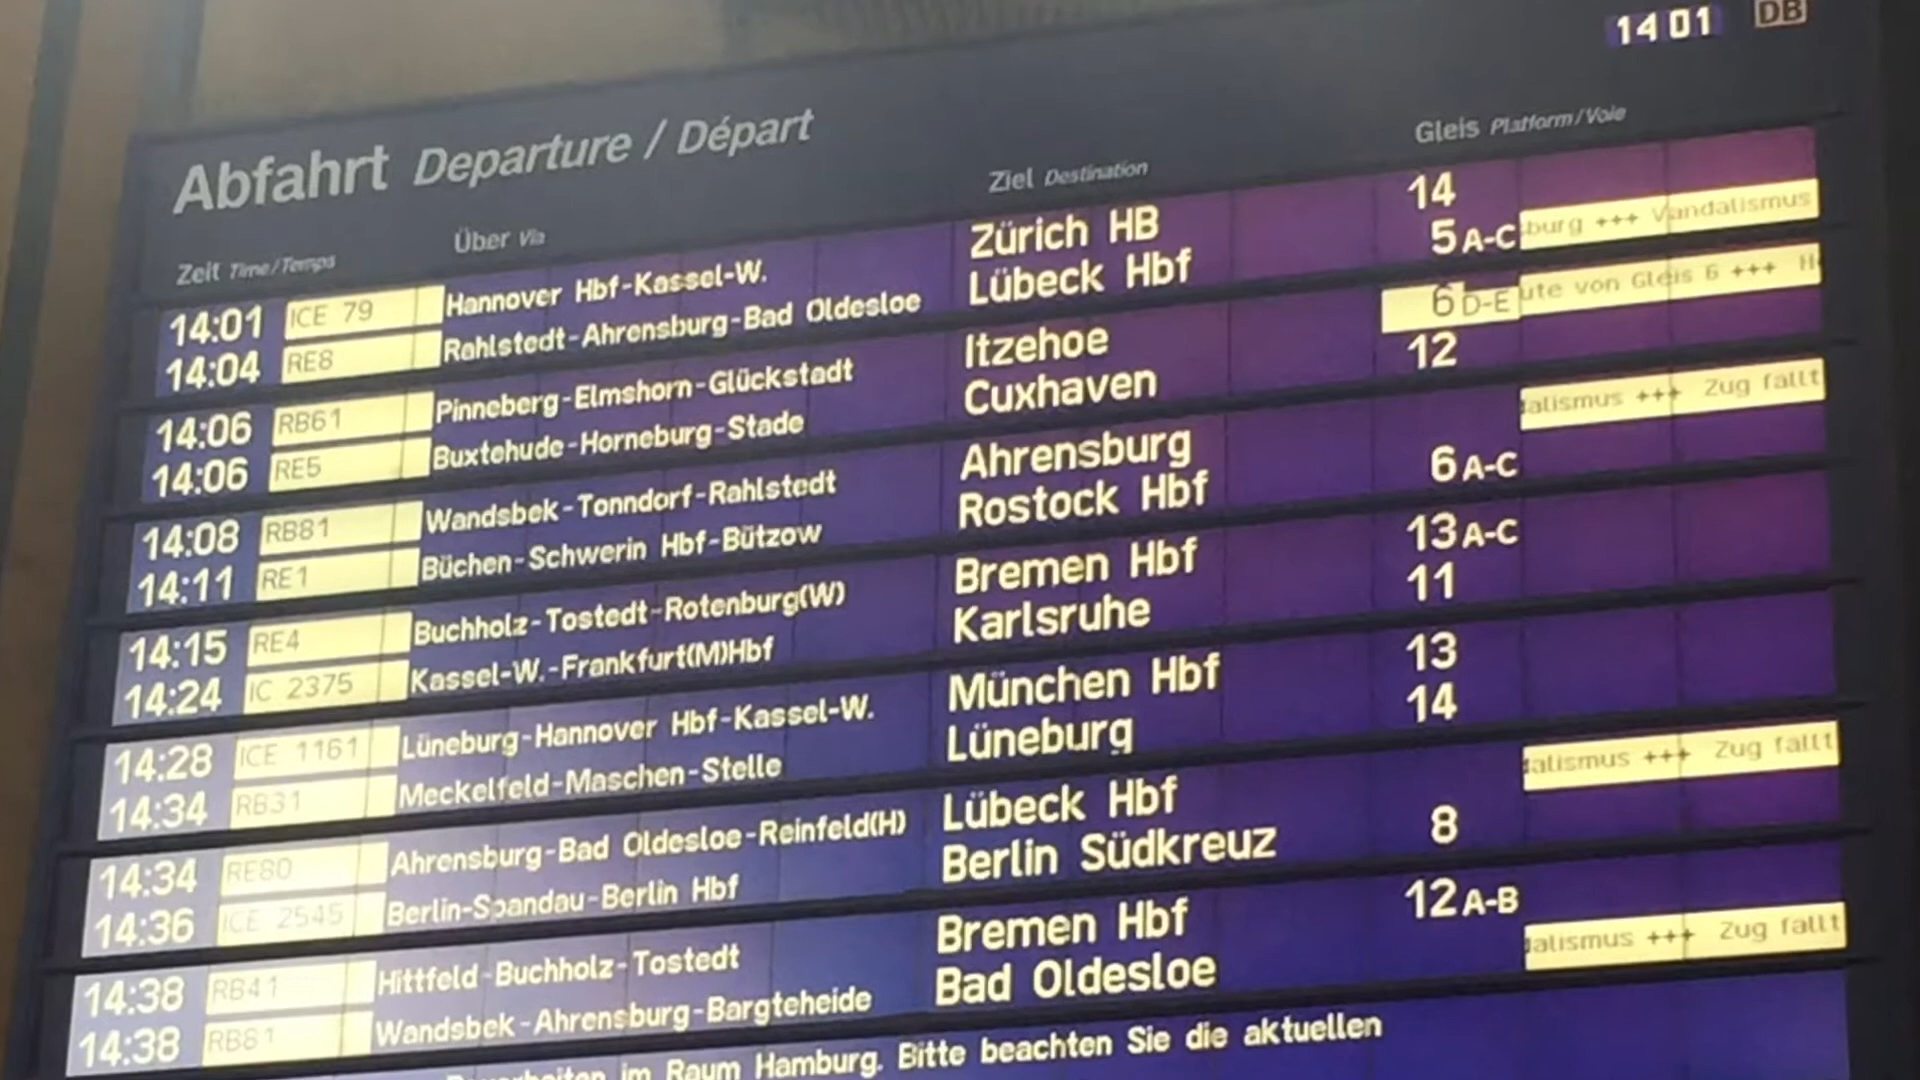 14 01 DB
Abfahrt Departure / Départ
Zeit Time/Temps Über Via Ziel Destination Gleis Platform/Voie
14:01 ICE 79 Hannover Hbf-Kassel-W. Zürich HB 14
14:04 RE8 Rahlstedt-Ahrensburg-Bad Oldesloe Lübeck Hbf 5 A-C burg +++ Vandalismus
14:06 RB61 Pinneberg-Elmshorn-Glückstadt Itzehoe 6 D-E ute von Gleis 6 +++ H
14:06 RE5 Buxtehude-Horneburg-Stade Cuxhaven 12
14:08 RB81 Wandsbek-Tonndorf-Rahlstedt Ahrensburg alismus +++ Zug fällt
14:11 RE1 Büchen-Schwerin Hbf-Bützow Rostock Hbf 6 A-C
14:15 RE4 Buchholz-Tostedt-Rotenburg(W) Bremen Hbf 13 A-C
14:24 IC 2375 Kassel-W.-Frankfurt(M)Hbf Karlsruhe 11
14:28 ICE 1161 Lüneburg-Hannover Hbf-Kassel-W. München Hbf 13
14:34 RB31 Meckelfeld-Maschen-Stelle Lüneburg 14
14:34 RE80 Ahrensburg-Bad Oldesloe-Reinfeld(H) Lübeck Hbf alismus +++ Zug fällt
14:36 ICE 2545 Berlin-Spandau-Berlin Hbf Berlin Südkreuz 8
14:38 RB41 Hittfeld-Buchholz-Tostedt Bremen Hbf 12 A-B
14:38 RB81 Wandsbek-Ahrensburg-Bargteheide Bad Oldesloe alismus +++ Zug fällt
im Raum Hamburg. Bitte beachten Sie die aktuellen